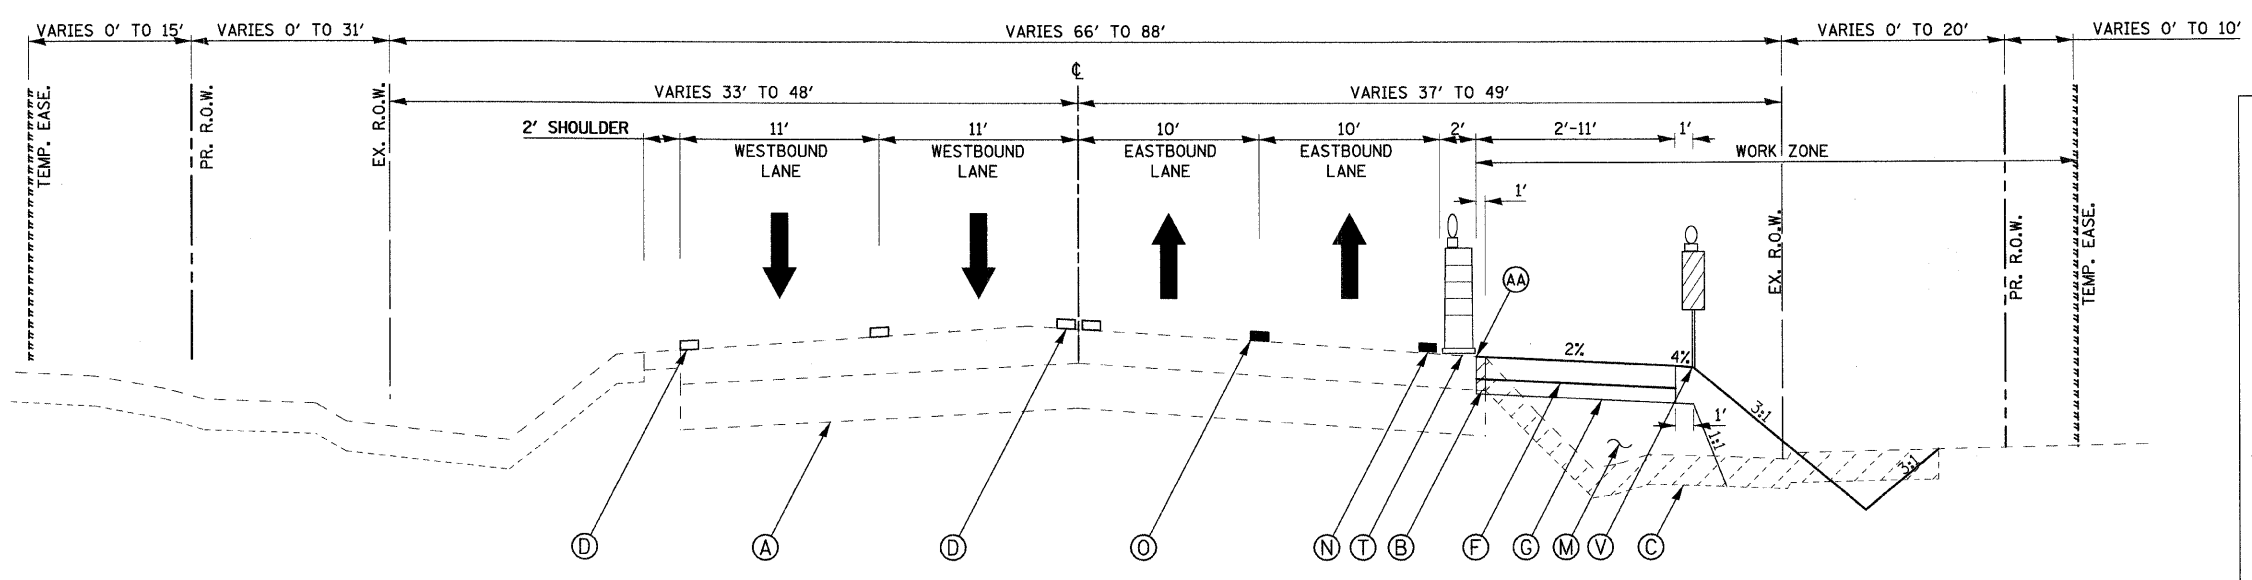 VARIES 0' TO 15' VARIES 0' TO 31' VARIES 66' TO 88' VARIES 0' TO 20' VARIES 0' TO 10'
℄
VARIES 33' TO 48' VARIES 37' TO 49'
2' SHOULDER 11' 11' 10' 10' 2' 2'-11' 1'
WESTBOUND LANE
WESTBOUND LANE
EASTBOUND LANE
EASTBOUND LANE
WORK ZONE
TEMP. EASE.
PR. R.O.W.
EX. R.O.W.
1'
EX. R.O.W.
PR. R.O.W.
TEMP. EASE.
AA
2% 4%
3:1
1'
1:1
3:1
D A D O N T B F G M V C